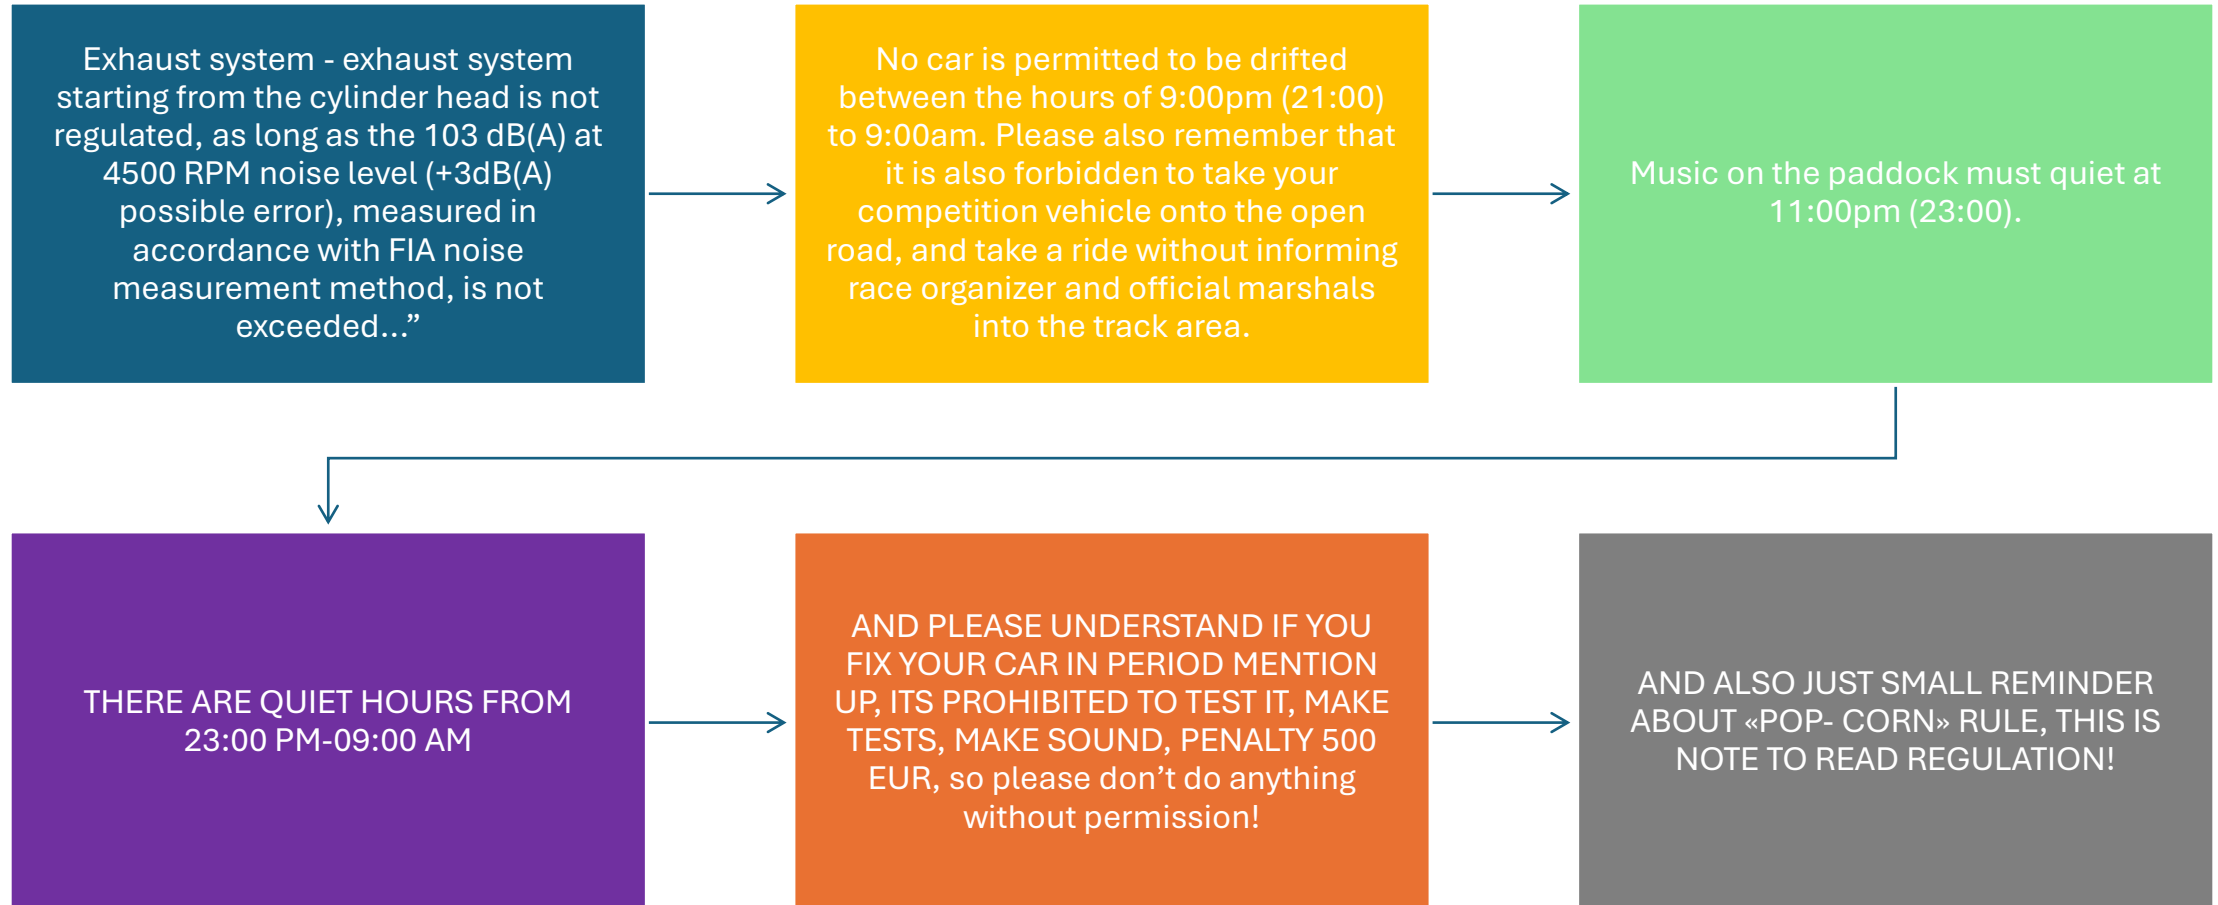 Exhaust system - exhaust system
starting from the cylinder head is not
regulated, as long as the 103 dB(A) at
4500 RPM noise level (+3dB(A)
possible error), measured in
accordance with FIA noise
measurement method, is not
exceeded...”
No car is permitted to be drifted
between the hours of 9:00pm (21:00)
to 9:00am. Please also remember that
it is also forbidden to take your
competition vehicle onto the open
road, and take a ride without informing
race organizer and official marshals
into the track area.
Music on the paddock must quiet at
11:00pm (23:00).
THERE ARE QUIET HOURS FROM
23:00 PM-09:00 AM
AND PLEASE UNDERSTAND IF YOU
FIX YOUR CAR IN PERIOD MENTION
UP, ITS PROHIBITED TO TEST IT, MAKE
TESTS, MAKE SOUND, PENALTY 500
EUR, so please don’t do anything
without permission!
AND ALSO JUST SMALL REMINDER
ABOUT «POP- CORN» RULE, THIS IS
NOTE TO READ REGULATION!